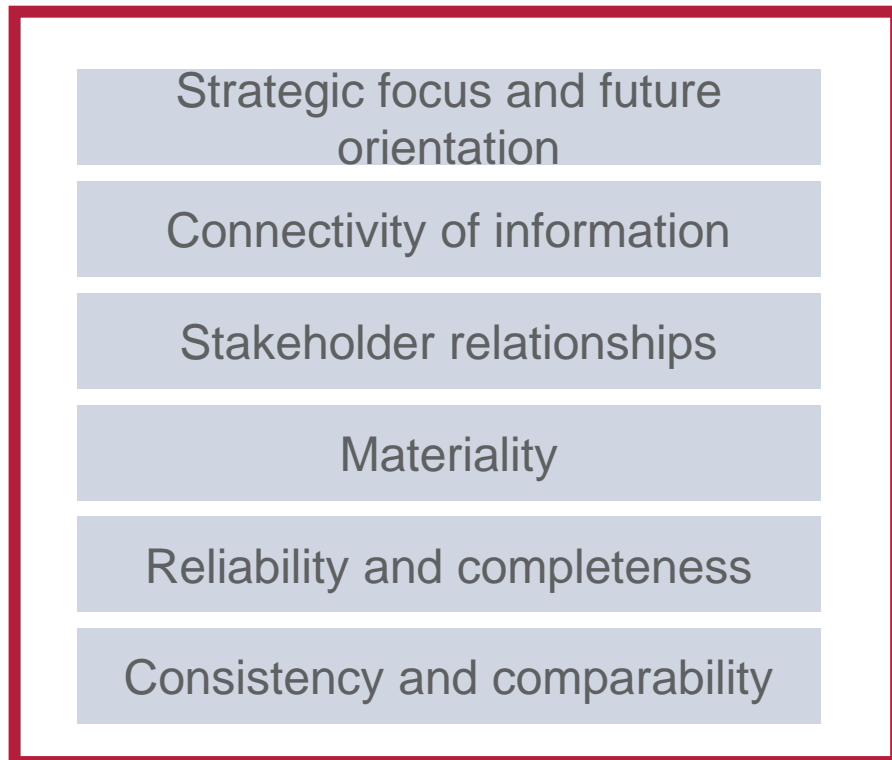 Strategic focus and future
orientation
Connectivity of information
Stakeholder relationships
Materiality
Reliability and completeness
Consistency and comparability